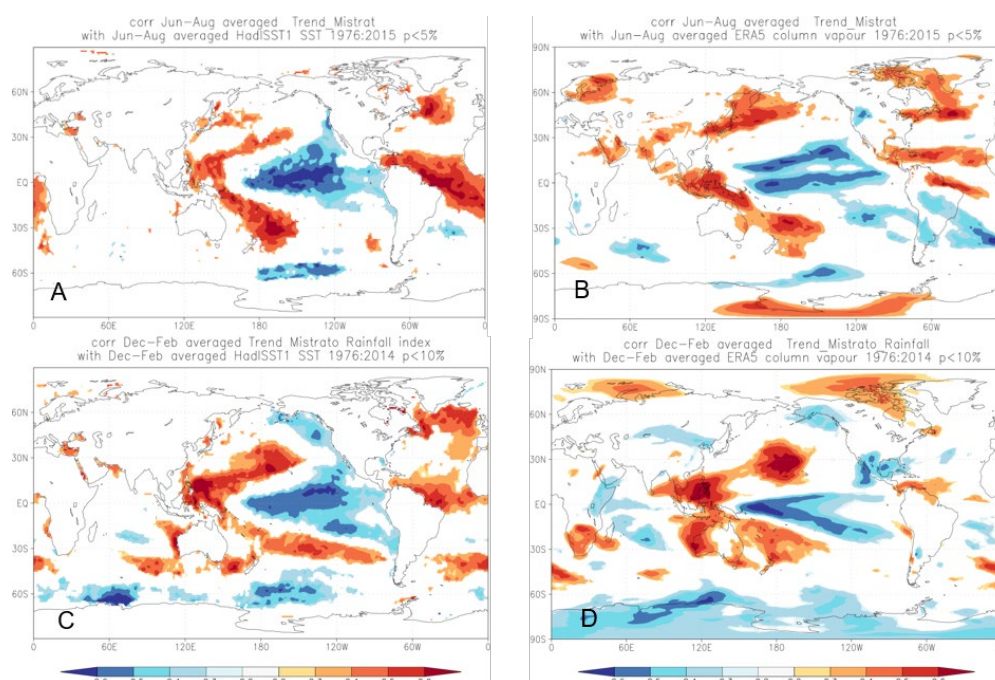 corr Jun-Aug averaged Trend_Mistrat
with Jun-Aug averaged HadISST1 SST 1976:2015 p<5%
60N
30N
EQ
30S
60S
A
0 60E 120E 180 120W 60W 0
corr Jun-Aug averaged Trend_Mistrat
with Jun-Aug averaged ERA5 column vapour 1976:2015 p<5%
90N
60N
30N
EQ
30S
60S
B
90S
0 60E 120E 180 120W 60W
corr Dec-Feb averaged Trend Mistrato Rainfall index
with Dec-Feb averaged HadISST1 SST 1976:2014 p<10%
60N
30N
EQ
30S
60S
C
0 60E 120E 180 120W 60W 0
corr Dec-Feb averaged Trend_Mistrato_Rainfall
with Dec-Feb averaged ERA5 column vapour 1976:2014 p<10%
90N
60N
30N
EQ
30S
60S
D
90S
0 60E 120E 180 120W 60W